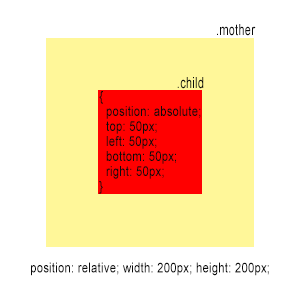 .mother
.child
{
position: absolute;
top: 50px;
left: 50px;
bottom: 50px;
right: 50px;
}
position: relative; width: 200px; height: 200px;